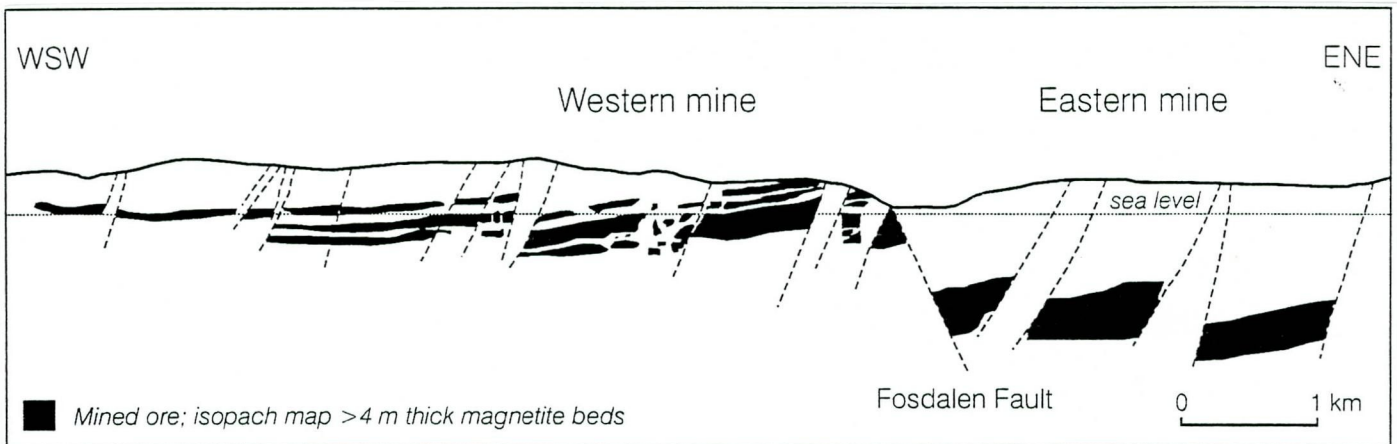 WSW
ENE
Western mine
Eastern mine
sea level
Fosdalen Fault
0 1 km
Mined ore; isopach map >4 m thick magnetite beds